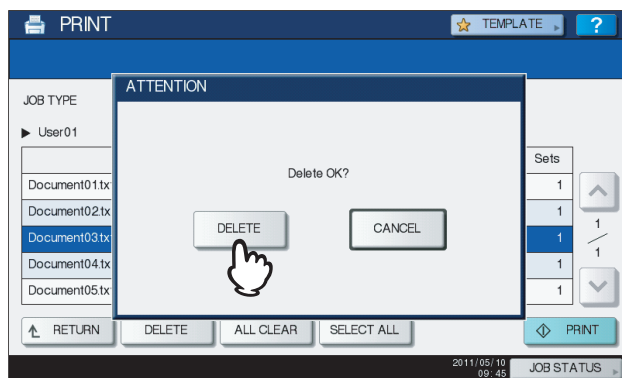 PRINT
TEMPLATE
?
ATTENTION
JOB TYPE
User01
Delete OK?
Sets
Document01.tx 1
Document02.tx 1
Document03.tx 1
Document04.tx 1
Document05.tx 1
1
1
DELETE CANCEL
RETURN DELETE ALL CLEAR SELECT ALL PRINT
2011/05/10
09:45
JOB STATUS